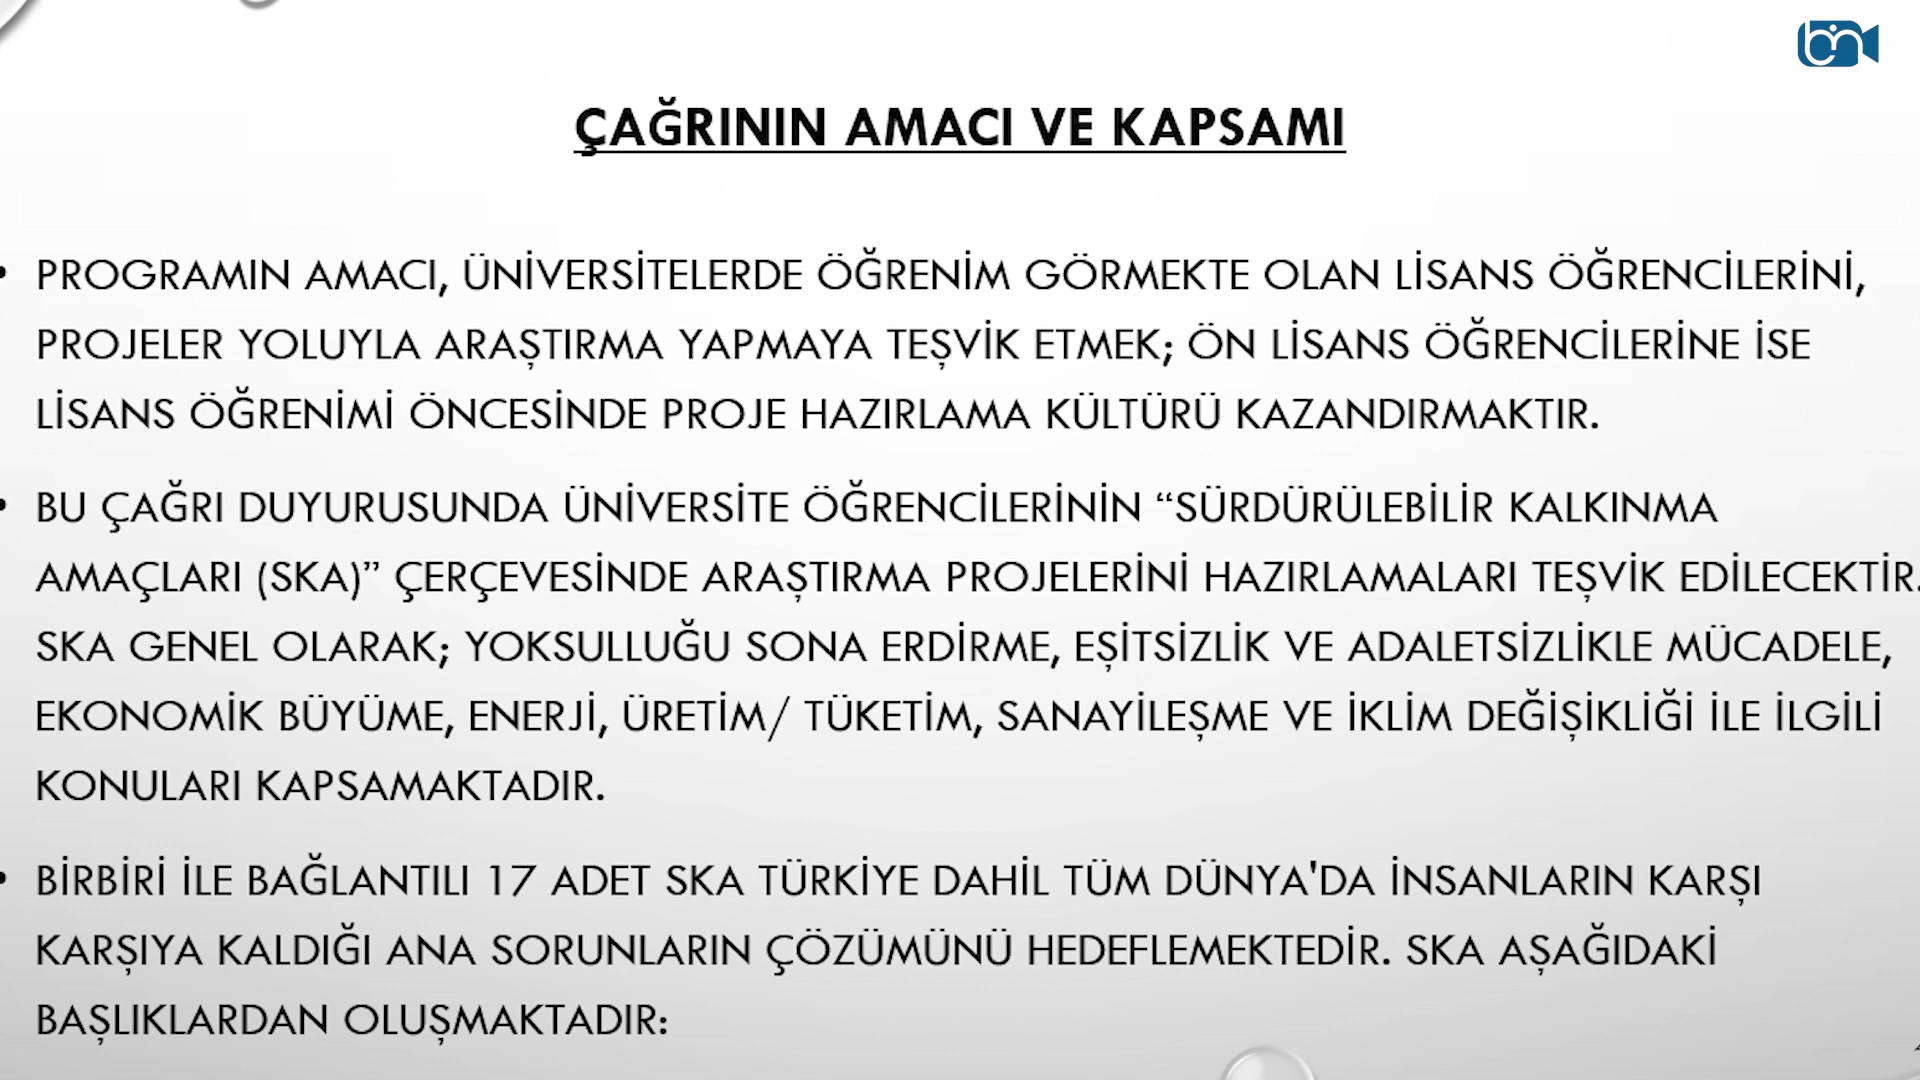 ÇAĞRININ AMACI VE KAPSAMI
• PROGRAMIN AMACI, ÜNİVERSİTELERDE ÖĞRENİM GÖRMEKTE OLAN LİSANS ÖĞRENCİLERİNİ,
PROJELER YOLUYLA ARAŞTIRMA YAPMAYA TEŞVİK ETMEK; ÖN LİSANS ÖĞRENCİLERİNE İSE
LİSANS ÖĞRENİMİ ÖNCESİNDE PROJE HAZIRLAMA KÜLTÜRÜ KAZANDIRMAKTIR.
• BU ÇAĞRI DUYURUSUNDA ÜNİVERSİTE ÖĞRENCİLERİNİN “SÜRDÜRÜLEBİLİR KALKINMA
AMAÇLARI (SKA)” ÇERÇEVESİNDE ARAŞTIRMA PROJELERİNİ HAZIRLAMALARI TEŞVİK EDİLECEKTİR.
SKA GENEL OLARAK; YOKSULLUĞU SONA ERDİRME, EŞİTSİZLİK VE ADALETSİZLİKLE MÜCADELE,
EKONOMİK BÜYÜME, ENERJİ, ÜRETİM/ TÜKETİM, SANAYİLEŞME VE İKLİM DEĞİŞİKLİĞİ İLE İLGİLİ
KONULARI KAPSAMAKTADIR.
• BİRBİRİ İLE BAĞLANTILI 17 ADET SKA TÜRKİYE DAHİL TÜM DÜNYA'DA İNSANLARIN KARŞI
KARŞIYA KALDIĞI ANA SORUNLARIN ÇÖZÜMÜNÜ HEDEFLEMEKTEDİR. SKA AŞAĞIDAKİ
BAŞLIKLARDAN OLUŞMAKTADIR: